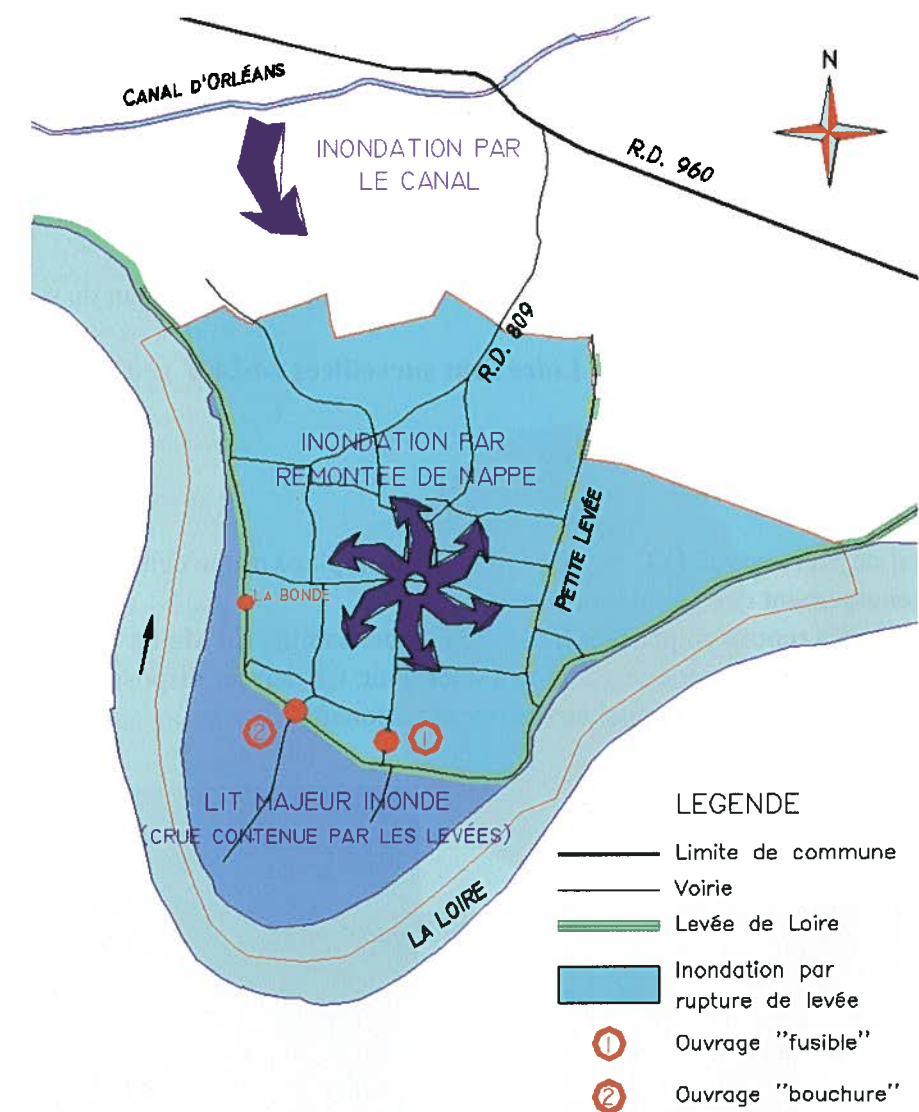 N
CANAL D'ORLÉANS
INONDATION PAR
LE CANAL
R.D. 960
R.D. 809
INONDATION PAR
REMONTEE DE NAPPE
PETITE LEVÉE
LA BONDE
2
1
LIT MAJEUR INONDE
(CRUE CONTENUE PAR LES LEVÉES)
LA LOIRE
LEGENDE
Limite de commune
Voirie
Levée de Loire
Inondation par
rupture de levée
1 Ouvrage "fusible"
2 Ouvrage "bouchure"